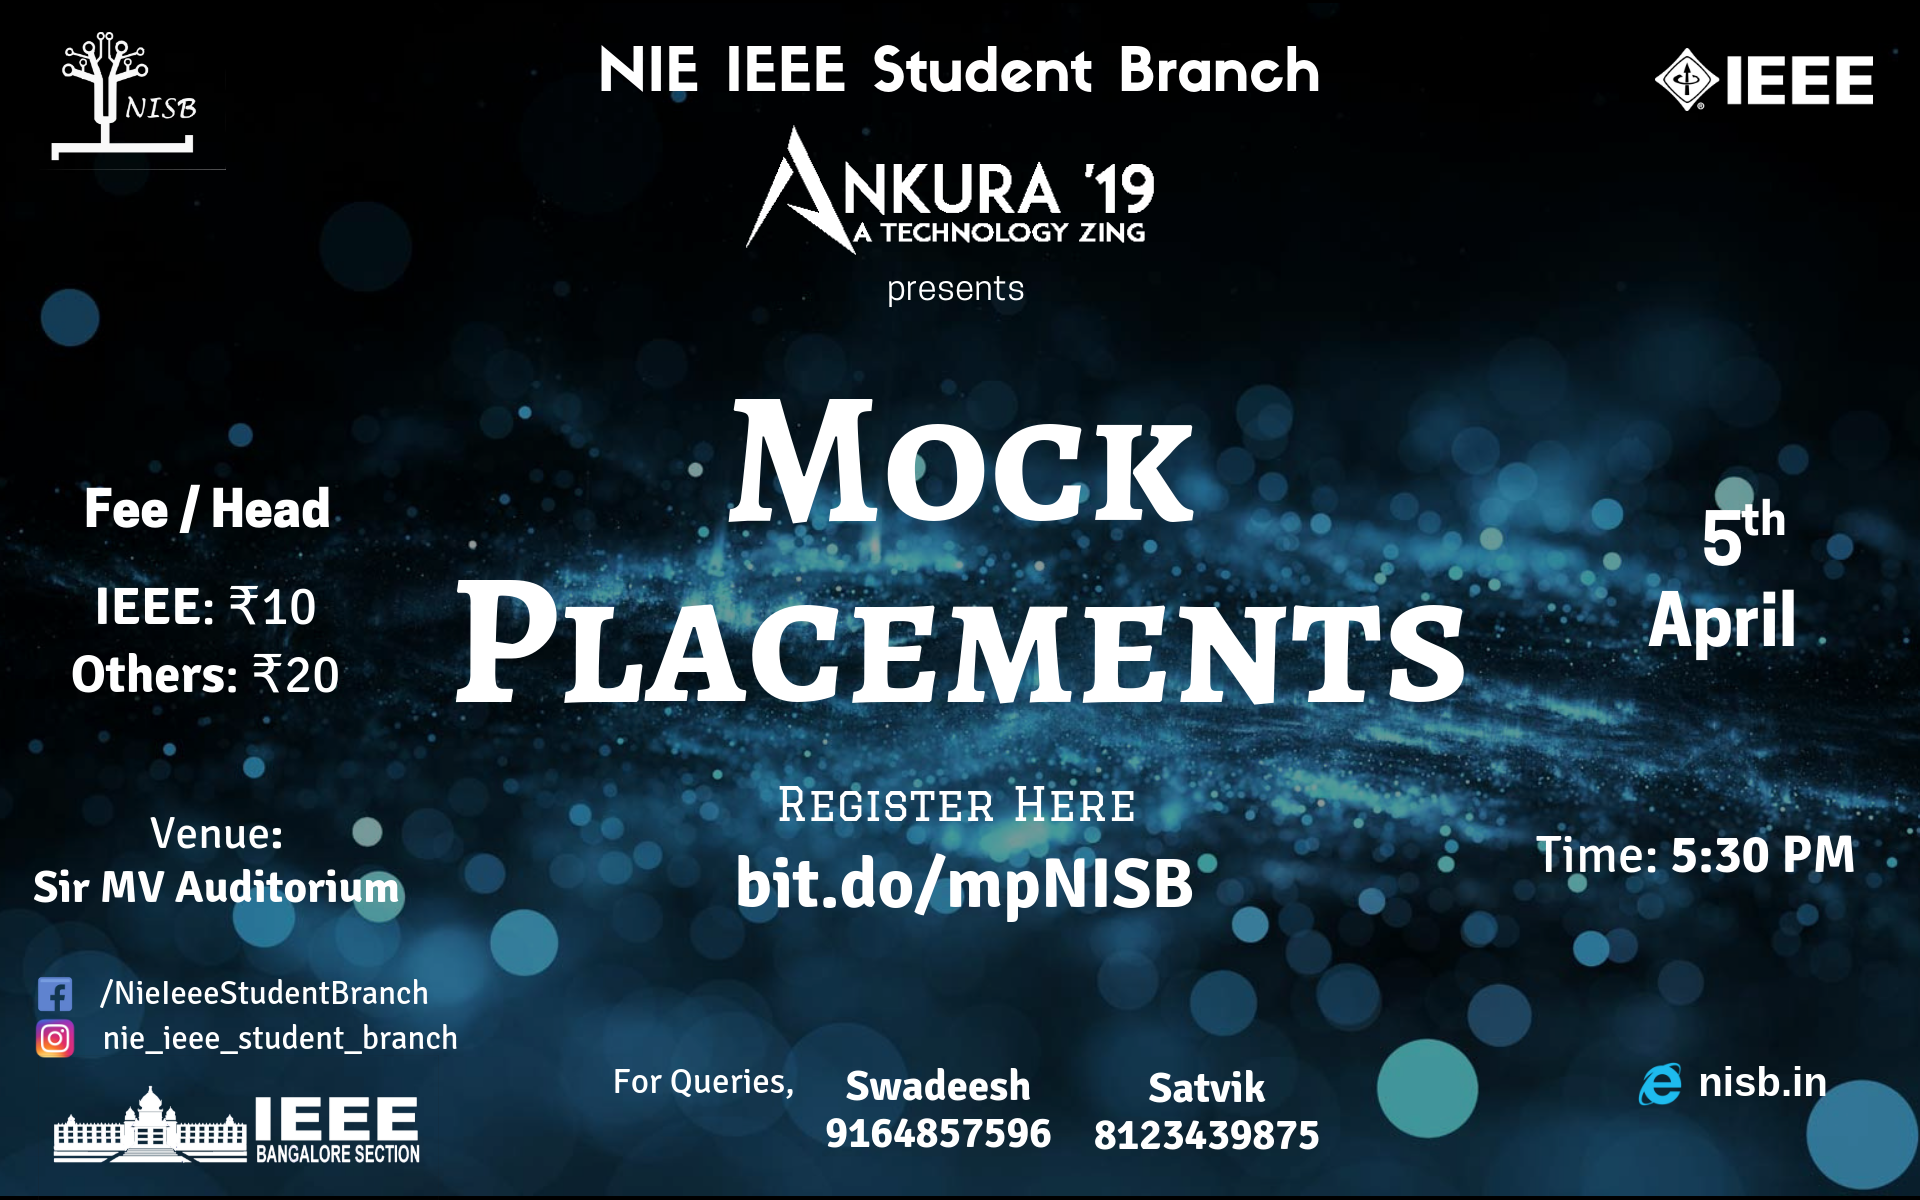 NISB
NIE IEEE Student Branch
IEEE
ANKURA '19
A TECHNOLOGY ZING
presents
MOCK
PLACEMENTS
Fee / Head
IEEE: ₹10
Others: ₹20
5th
April
Venue:
Sir MV Auditorium
REGISTER HERE
bit.do/mpNISB
Time: 5:30 PM
/NieIeeeStudentBranch
nie_ieee_student_branch
IEEE
BANGALORE SECTION
For Queries,
Swadeesh
9164857596
Satvik
8123439875
nisb.in